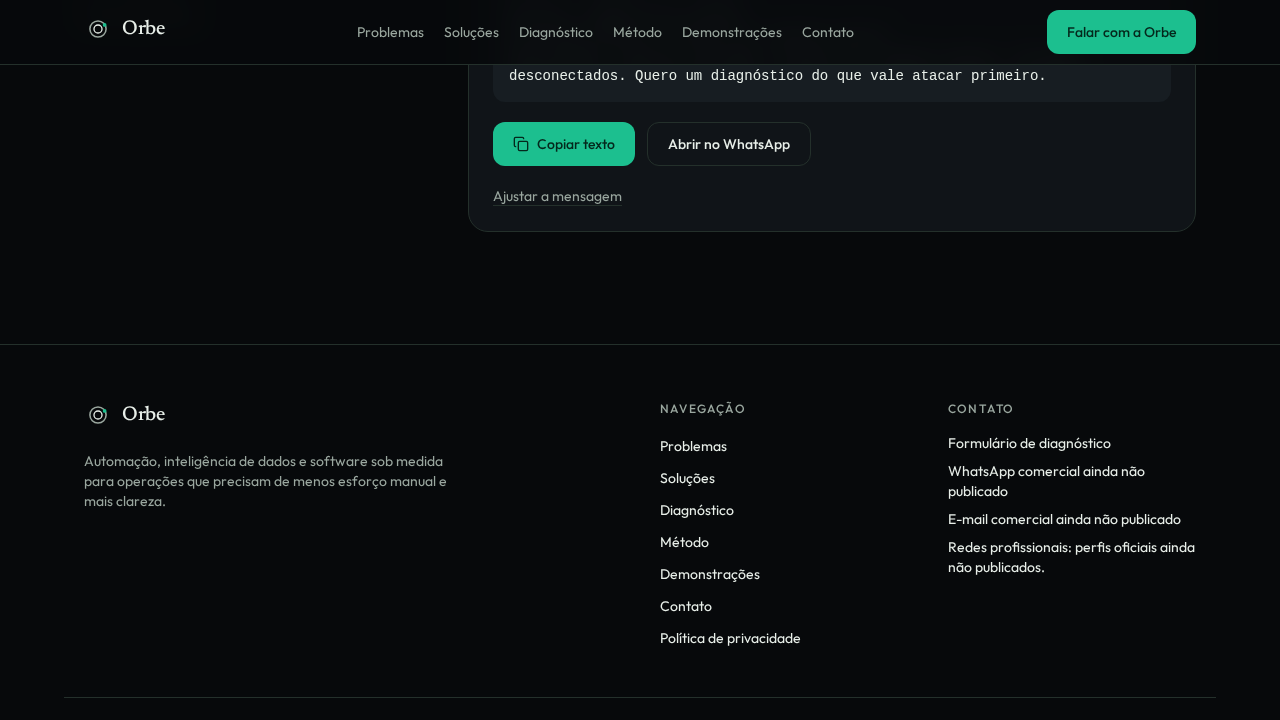 Orbe
Problemas
Soluções
Diagnóstico
Método
Demonstrações
Contato
Falar com a Orbe
desconectados. Quero um diagnóstico do que vale atacar primeiro.
Copiar texto
Abrir no WhatsApp
Ajustar a mensagem
Orbe
Automação, inteligência de dados e software sob medida
para operações que precisam de menos esforço manual e
mais clareza.
NAVEGAÇÃO
Problemas
Soluções
Diagnóstico
Método
Demonstrações
Contato
Política de privacidade
CONTATO
Formulário de diagnóstico
WhatsApp comercial ainda não
publicado
E-mail comercial ainda não publicado
Redes profissionais: perfis oficiais ainda
não publicados.